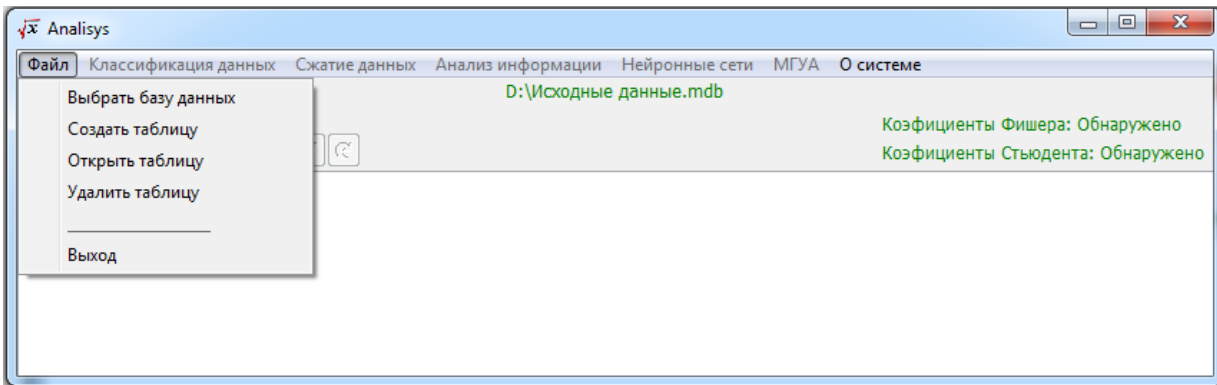 Analisys
Файл Классификация данных Сжатие данных Анализ информации Нейронные сети МГУА О системе
D:\Исходные данные.mdb
Выбрать базу данных
Создать таблицу
Открыть таблицу
Удалить таблицу
Выход
Коэфициенты Фишера: Обнаружено
Коэфициенты Стьюдента: Обнаружено